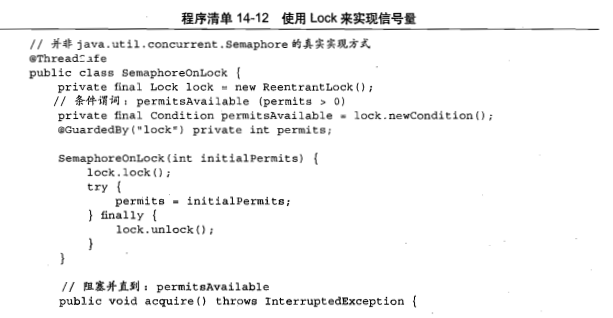 程序清单 14-12 使用 Lock 来实现信号量
// 并非 java.util.concurrent.Semaphore 的真实实现方式
@ThreadSafe
public class SemaphoreOnLock {
private final Lock lock = new ReentrantLock();
// 条件谓词：permitsAvailable (permits > 0)
private final Condition permitsAvailable = lock.newCondition();
@GuardedBy("lock") private int permits;
SemaphoreOnLock(int initialPermits) {
lock.lock();
try {
permits = initialPermits;
} finally {
lock.unlock();
}
}
// 阻塞并直到：permitsAvailable
public void acquire() throws InterruptedException {